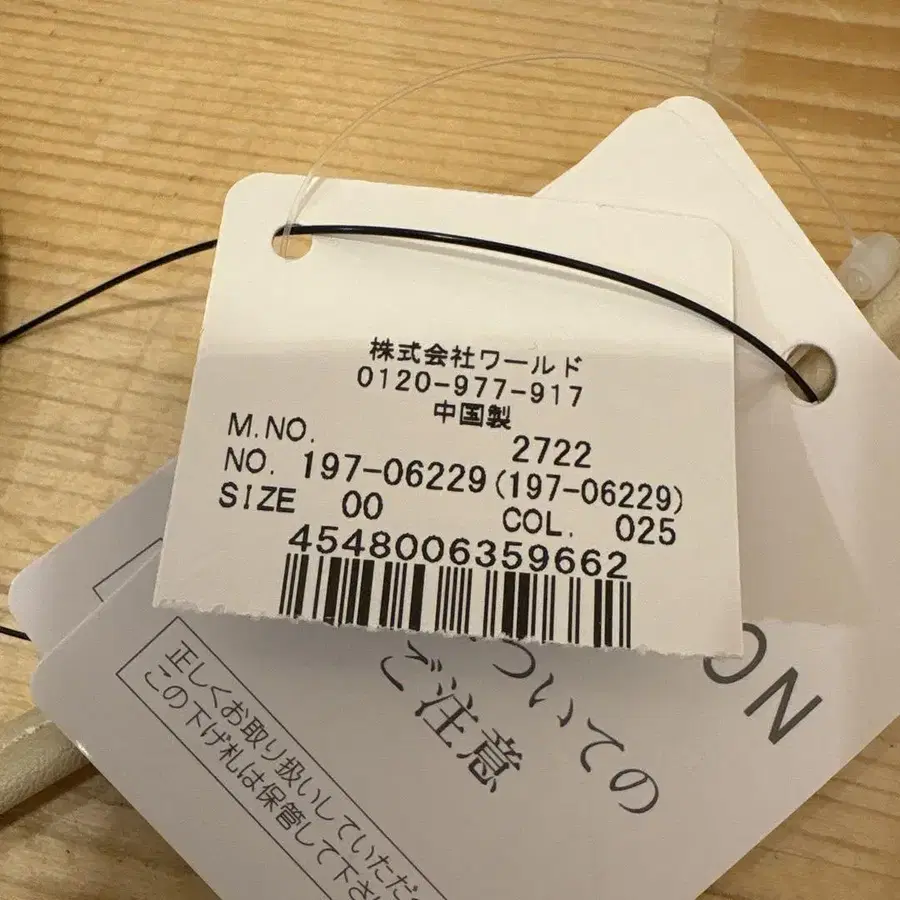 株式会社ワールド
0120-977-917
中国製
M.NO. 2722
NO. 197-06229(197-06229)
SIZE 00 COL. 025
4548006359662
ON
ついての
ご注意
正しくお取り扱いしていただ
この下げ札は保管して下さ